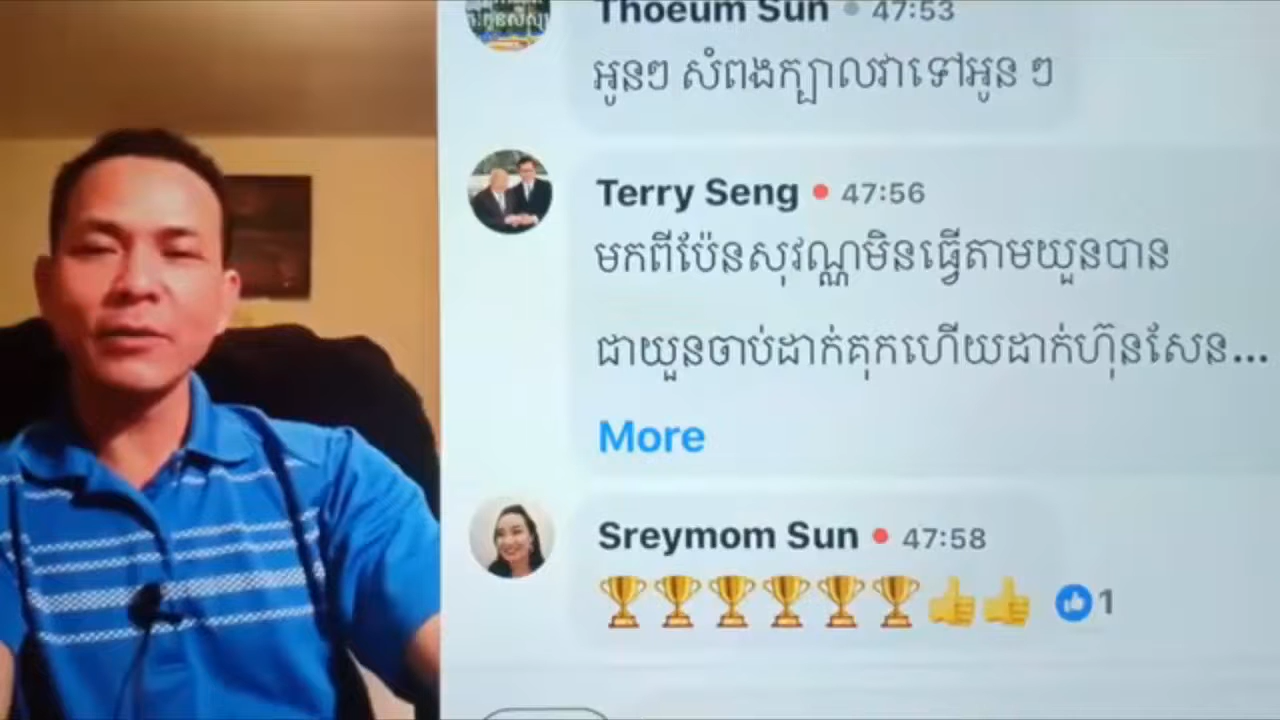 Thoeum Sun 47:53
អូនៗ សំពងក្បាលវាទៅអូន ៗ
Terry Seng 47:56
មកពីប៉ែនសុវណ្ណមិនធ្វើតាមយួនបាន
ជាយួនចាប់ដាក់គុកហើយដាក់ហ៊ុនសែន...
More
Sreymom Sun 47:58
🏆🏆🏆🏆🏆🏆👍👍 1